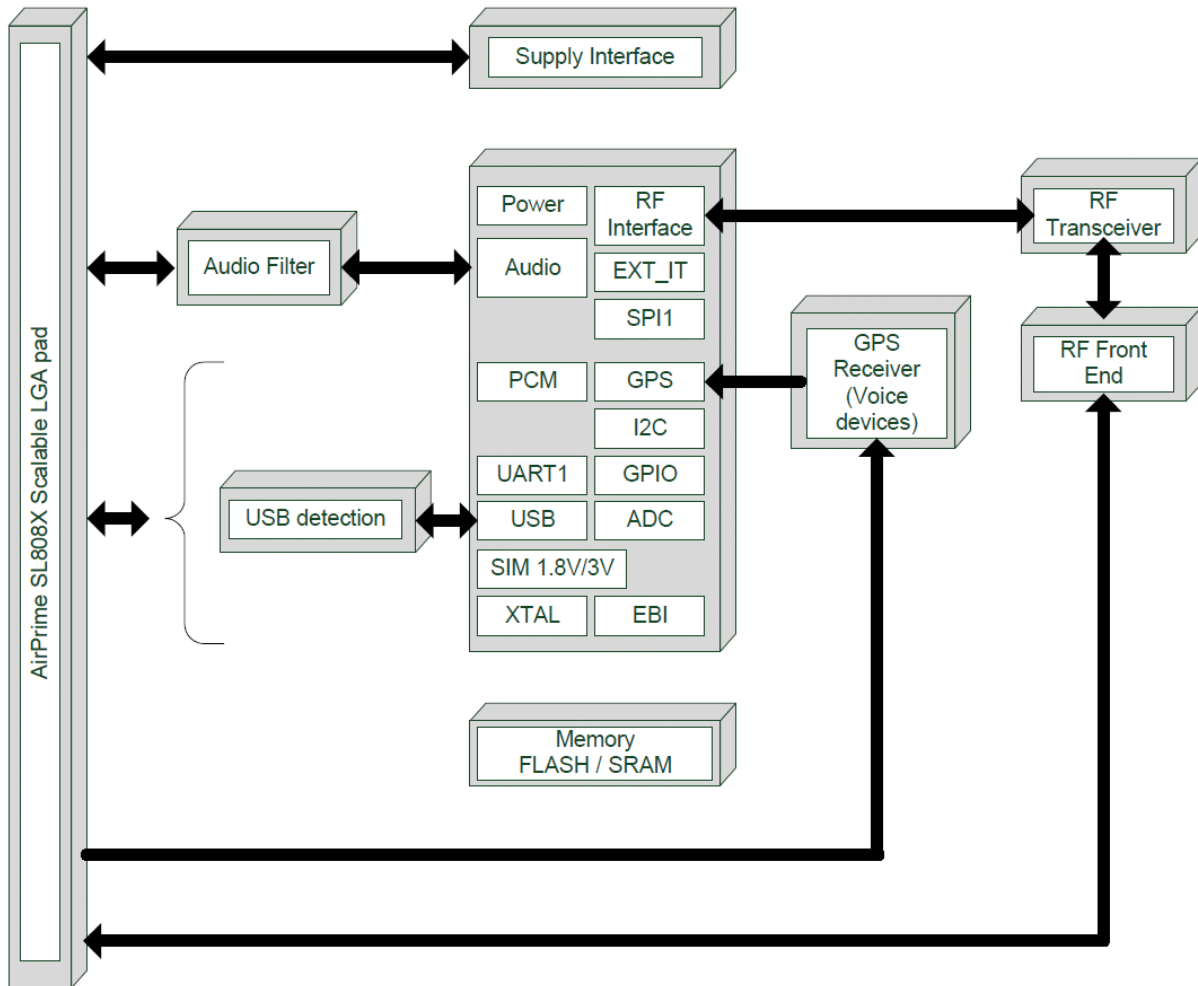 AirPrime SL808X Scalable LGA pad
Supply Interface
Power
RF
Interface
RF
Transceiver
Audio Filter
Audio
EXT_IT
SPI1
GPS
Receiver
(Voice
devices)
RF Front
End
PCM
GPS
I2C
UART1
GPIO
USB detection
USB
ADC
SIM 1.8V/3V
XTAL
EBI
Memory
FLASH / SRAM